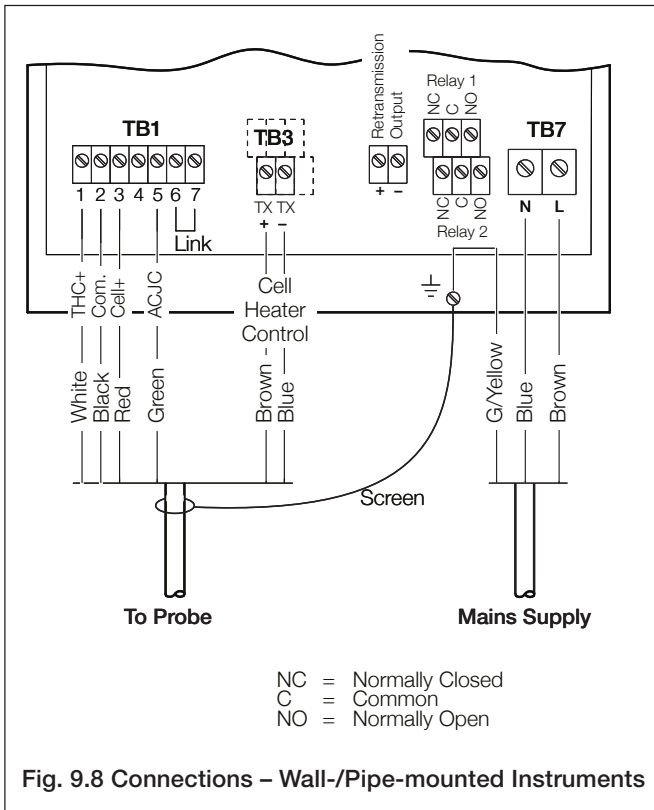 Retransmission
Output
Relay 1
NC C NO
TB1
TB3
TB7
1 2 3 4 5 6 7
TX TX
+ –
+ –
NC C NO
Relay 2
N L
Link
THC+
Com.
Cell+
ACJC
Cell
Heater
Control
White
Black
Red
Green
Brown
Blue
G/Yellow
Blue
Brown
Screen
To Probe
Mains Supply
NC = Normally Closed
C = Common
NO = Normally Open
Fig. 9.8 Connections – Wall-/Pipe-mounted Instruments